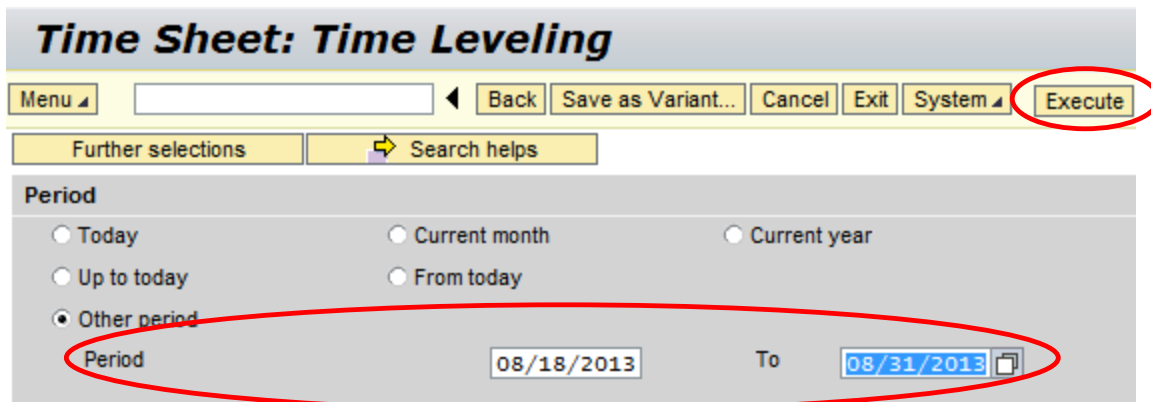 Time Sheet: Time Leveling
Menu Back Save as Variant... Cancel Exit System Execute
Further selections Search helps
Period
Today Current month Current year
Up to today From today
Other period
Period 08/18/2013 To 08/31/2013